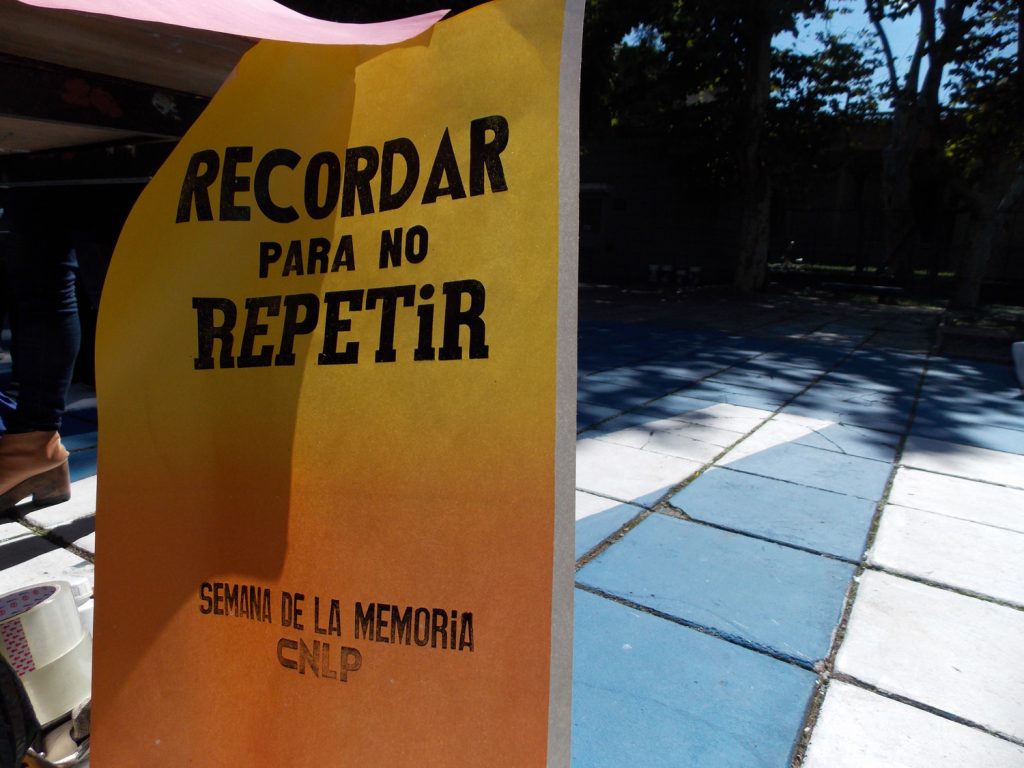 RECORDAR
PARA NO
REPETiR
SEMANA DE LA MEMORiA
CNLP